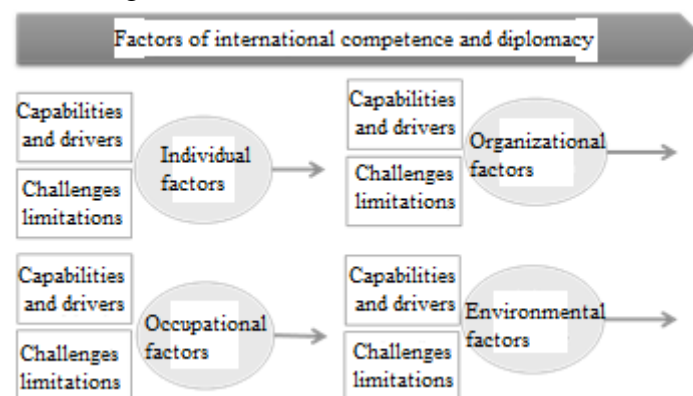 Factors of international competence and diplomacy
Capabilities
and drivers
Challenges
limitations
Individual
factors
Capabilities
and drivers
Challenges
limitations
Organizational
factors
Capabilities
and drivers
Challenges
limitations
Occupational
factors
Capabilities
and drivers
Challenges
limitations
Environmental
factors